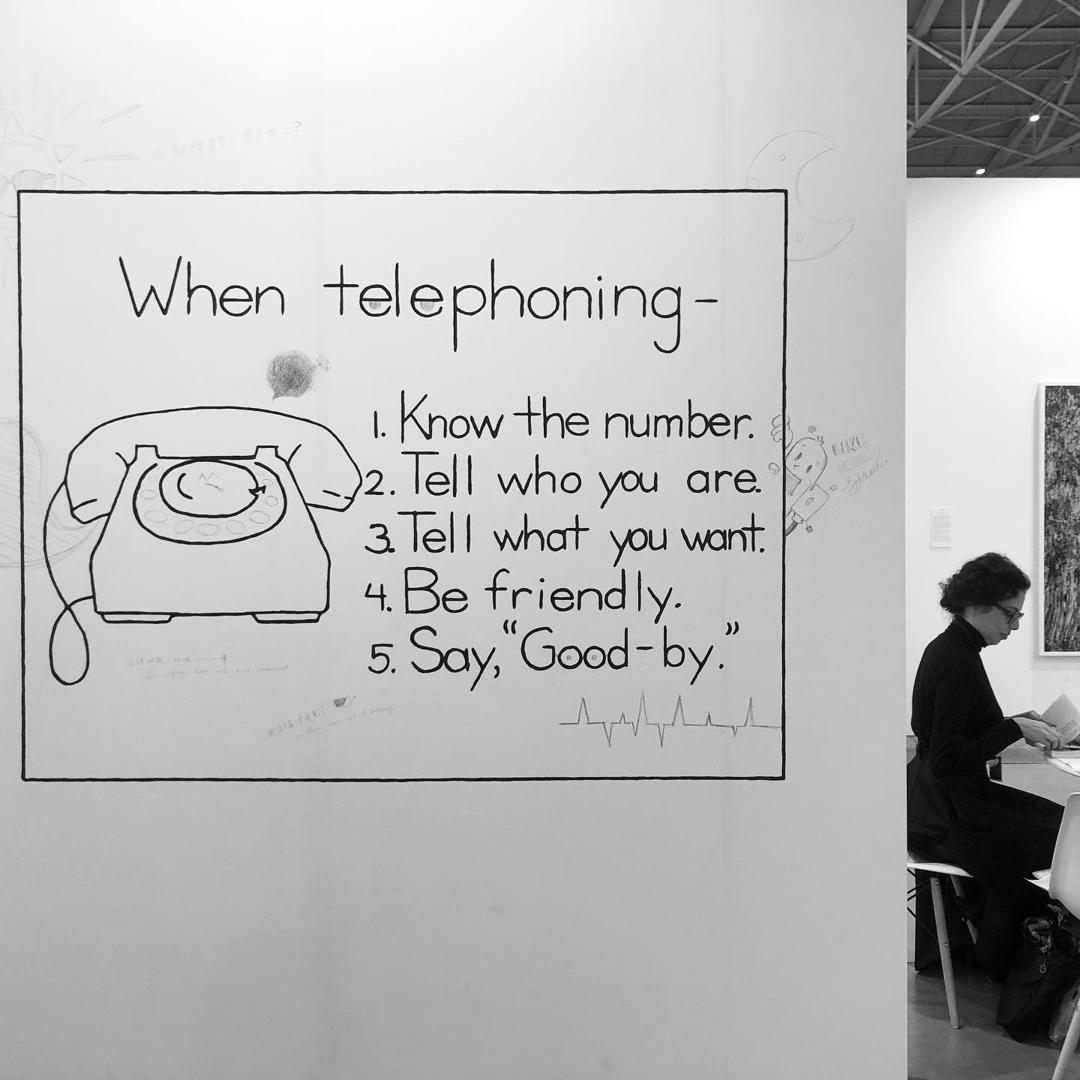 When telephoning-
1. Know the number.
2. Tell who you are.
3. Tell what you want.
4. Be friendly.
5. Say, “Good-by.”